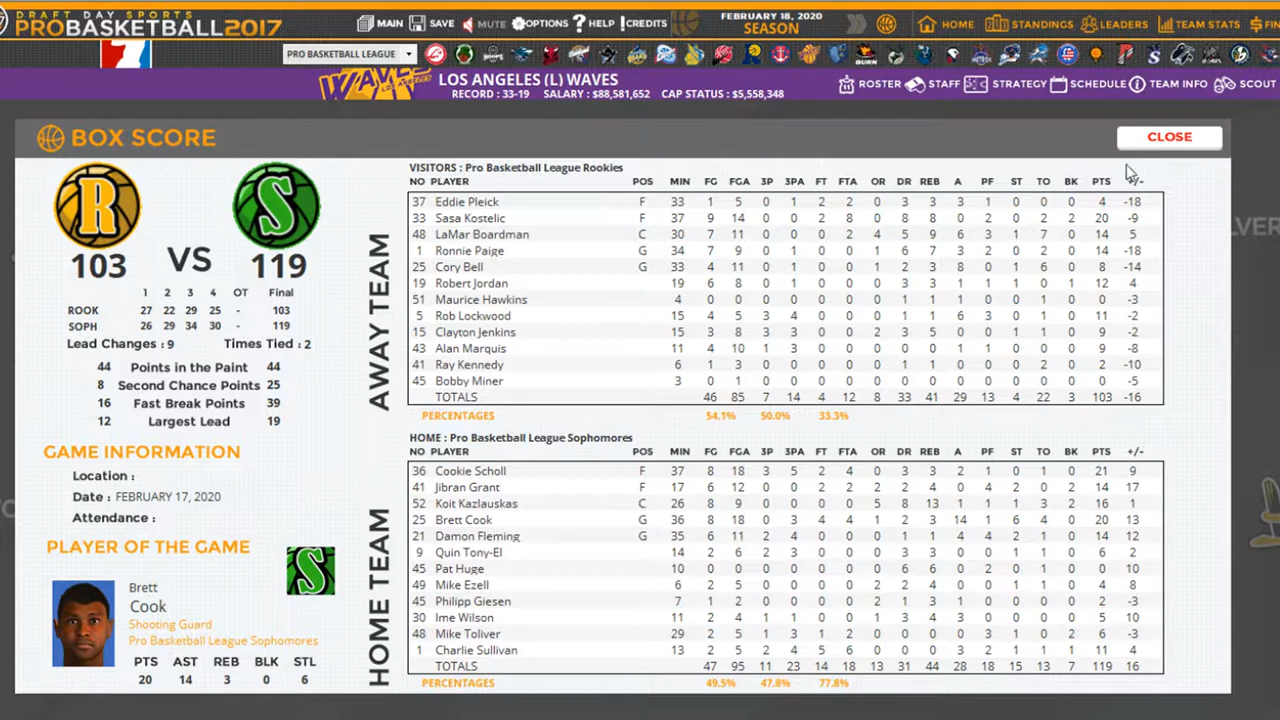 DRAFT DAY SPORTS
PROBASKETBALL2017
MAIN SAVE MUTE OPTIONS HELP CREDITS
FEBRUARY 18, 2020
SEASON
HOME STANDINGS LEADERS TEAM STATS
PRO BASKETBALL LEAGUE
WAVES
LOS ANGELES (L) WAVES
RECORD : 33-19 SALARY : $88,581,652 CAP STATUS : $5,558,348
ROSTER STAFF STRATEGY SCHEDULE TEAM INFO SCOUT
BOX SCORE
CLOSE
R S
103 VS 119
1 2 3 4 OT Final
ROOK 27 22 29 25 - 103
SOPH 26 29 34 30 - 119
Lead Changes : 9 Times Tied : 2
44 Points in the Paint 44
8 Second Chance Points 25
16 Fast Break Points 39
12 Largest Lead 19
GAME INFORMATION
Location :
Date : FEBRUARY 17, 2020
Attendance :
PLAYER OF THE GAME
S
Brett
Cook
Shooting Guard
Pro Basketball League Sophomores
PTS AST REB BLK STL
20 14 3 0 6
AWAY TEAM
VISITORS : Pro Basketball League Rookies
NO PLAYER POS MIN FG FGA 3P 3PA FT FTA OR DR REB A PF ST TO BK PTS +/-
37 Eddie Pleick F 33 1 5 0 1 2 2 0 3 3 3 1 0 0 0 4 -18
33 Sasa Kostelic F 37 9 14 0 0 2 8 0 8 8 0 2 0 2 2 20 -9
48 LaMar Boardman C 30 7 11 0 0 0 2 4 5 9 6 3 1 7 0 14 5
1 Ronnie Paige G 34 7 9 0 1 0 0 1 6 7 3 2 0 2 0 14 -18
25 Cory Bell G 33 4 11 0 1 0 0 1 2 3 8 0 1 6 0 8 -14
19 Robert Jordan 19 6 8 0 1 0 0 0 3 3 1 1 1 0 1 12 4
51 Maurice Hawkins 4 0 0 0 0 0 0 0 1 1 1 0 1 0 0 0 -3
5 Rob Lockwood 15 4 5 3 4 0 0 0 1 1 6 3 0 1 0 11 -2
15 Clayton Jenkins 15 3 8 3 3 0 0 2 3 5 0 0 1 1 0 9 -2
43 Alan Marquis 11 4 10 1 3 0 0 0 0 0 1 1 0 0 0 9 -8
41 Ray Kennedy 6 1 3 0 0 0 0 0 1 1 0 0 0 2 0 2 -10
45 Bobby Miner 3 0 1 0 0 0 0 0 0 0 0 0 0 1 0 0 -5
TOTALS 46 85 7 14 4 12 8 33 41 29 13 4 22 3 103 -16
PERCENTAGES 54.1% 50.0% 33.3%
HOME TEAM
HOME : Pro Basketball League Sophomores
NO PLAYER POS MIN FG FGA 3P 3PA FT FTA OR DR REB A PF ST TO BK PTS +/-
36 Cookie Scholl F 37 8 18 3 5 2 4 0 3 3 2 1 0 1 0 21 9
41 Jibran Grant F 17 6 12 0 0 2 2 2 2 4 0 4 2 0 2 14 17
52 Koit Kazlauskas C 26 8 9 0 0 0 0 5 8 13 1 1 1 3 2 16 1
25 Brett Cook G 36 8 18 0 3 4 4 1 2 3 14 1 6 4 0 20 13
21 Damon Fleming G 35 6 11 2 4 0 0 0 1 1 4 4 2 1 0 14 12
9 Quin Tony-El 14 2 6 2 3 0 0 0 3 3 0 0 1 1 0 6 2
45 Pat Huge 10 0 0 0 0 0 0 0 6 6 0 2 0 1 0 0 10
49 Mike Ezell 6 2 5 0 0 0 0 2 2 4 0 0 1 0 0 4 8
45 Philipp Giesen 7 1 2 0 0 0 0 2 1 3 1 0 0 0 0 2 -3
30 Ime Wilson 11 2 4 1 1 0 0 1 3 4 3 0 0 0 0 5 10
48 Mike Toliver 29 2 5 1 3 1 2 0 0 0 0 3 1 0 2 6 -3
1 Charlie Sullivan 13 2 5 2 4 5 6 0 0 0 3 2 1 1 1 11 4
TOTALS 47 95 11 23 14 18 13 31 44 28 18 15 13 7 119 16
PERCENTAGES 49.5% 47.8% 77.8%